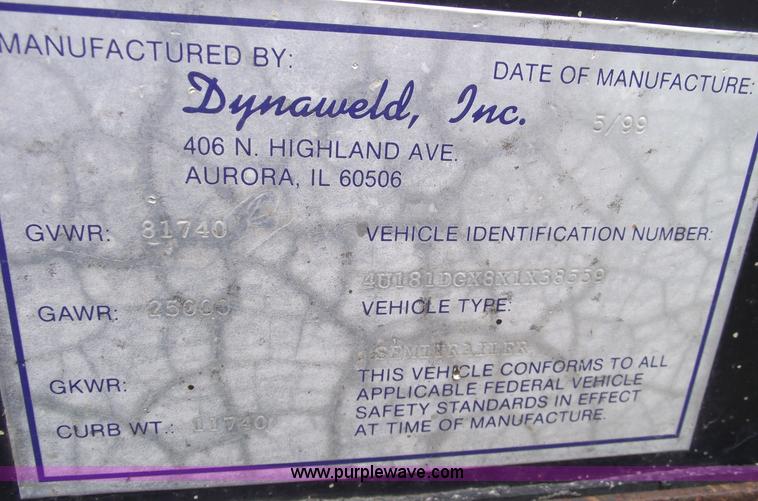 MANUFACTURED BY:
DATE OF MANUFACTURE:
Dynaweld, Inc.
5/99
406 N. HIGHLAND AVE.
AURORA, IL 60506
GVWR: 81740
VEHICLE IDENTIFICATION NUMBER:
4U181DGX8X1X38559
GAWR: 25000
VEHICLE TYPE:
SEMITRAILER
GKWR:
THIS VEHICLE CONFORMS TO ALL
APPLICABLE FEDERAL VEHICLE
SAFETY STANDARDS IN EFFECT
AT TIME OF MANUFACTURE.
CURB WT.: 11740
www.purplewave.com